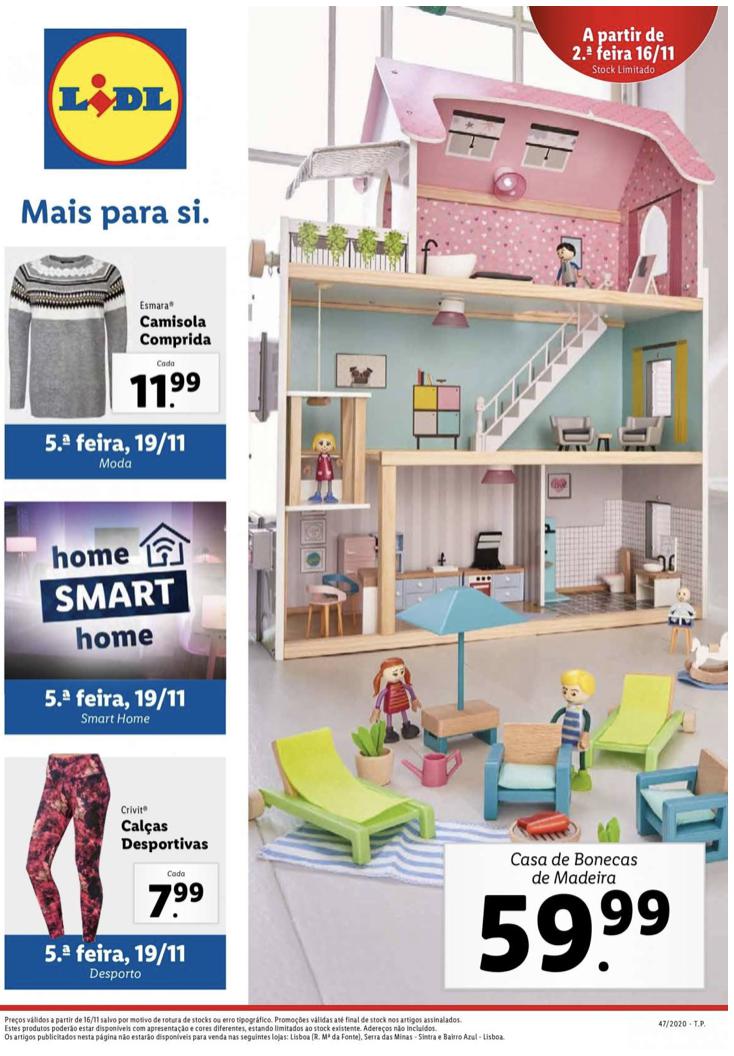 A partir de
2.ª feira 16/11
Stock Limitado
LIDL
Mais para si.
Esmara®
Camisola
Comprida
Cada
11.99
5.ª feira, 19/11
Moda
home
SMART
home
5.ª feira, 19/11
Smart Home
Crivit®
Calças
Desportivas
Cada
7.99
5.ª feira, 19/11
Desporto
Casa de Bonecas
de Madeira
59.99
Preços válidos a partir de 16/11 salvo por motivo de rotura de stocks ou erro tipográfico. Promoções válidas até final de stock nos artigos assinalados.
Estes produtos poderão estar disponíveis com apresentação e cores diferentes, estando limitados ao stock existente. Adereços não incluídos.
Os artigos publicitados nesta página não estarão disponíveis para venda nas seguintes lojas: Lisboa (R. Mª da Fonte), Serra das Minas - Sintra e Bairro Azul - Lisboa.
47/2020 - T.P.